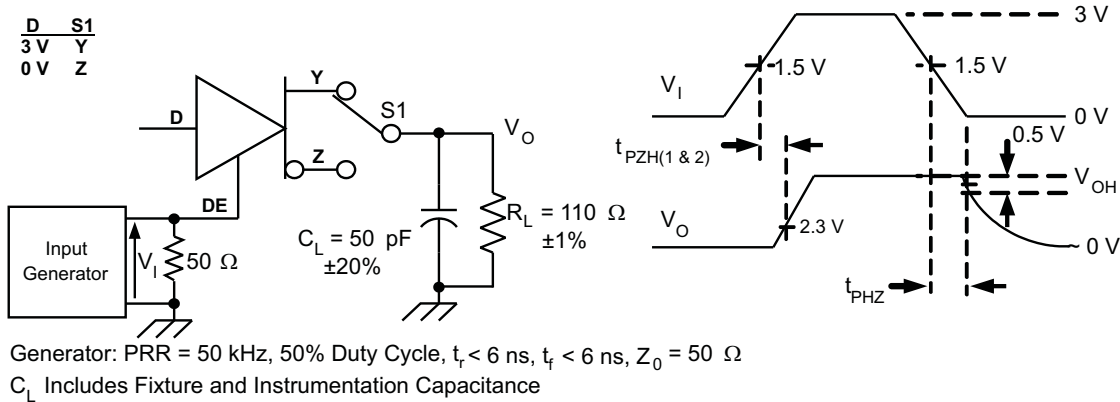 D S1
3 V Y
0 V Z
D
Y
S1
Z
DE
V_O
Input
Generator
V_I
50 Ω
C_L = 50 pF
±20%
R_L = 110 Ω
±1%
3 V
1.5 V
1.5 V
V_I
0 V
0.5 V
t_PZH(1 & 2)
V_OH
V_O
2.3 V
~ 0 V
t_PHZ
Generator: PRR = 50 kHz, 50% Duty Cycle, t_r < 6 ns, t_f < 6 ns, Z_0 = 50 Ω
C_L Includes Fixture and Instrumentation Capacitance